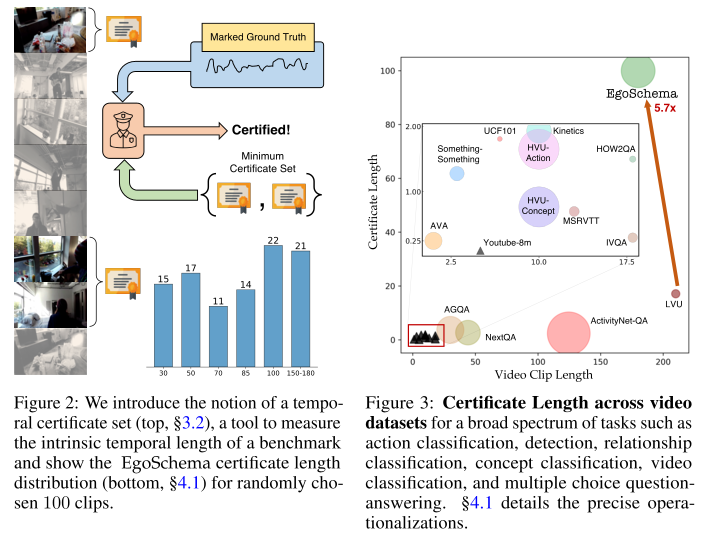 Marked Ground Truth
Certified!
Minimum
Certificate Set
{ , }
15 17 11 14 22 21
30 50 70 85 100 150-180
Figure 2: We introduce the notion of a tempo-
ral certificate set (top, §3.2), a tool to measure
the intrinsic temporal length of a benchmark
and show the EgoSchema certificate length
distribution (bottom, §4.1) for randomly cho-
sen 100 clips.
Certificate Length
100
80
60
40
20
0
EgoSchema
5.7x
2.00
1.00
0.25
UCF101
Kinetics
Something-
Something
HVU-
Action
HOW2QA
HVU-
Concept
MSRVTT
AVA
Youtube-8m
IVQA
2.5 10.0 17.5
LVU
AGQA
NextQA
ActivityNet-QA
0 50 100 150 200
Video Clip Length
Figure 3: Certificate Length across video
datasets for a broad spectrum of tasks such as
action classification, detection, relationship
classification, concept classification, video
classification, and multiple choice question-
answering. §4.1 details the precise opera-
tionalizations.